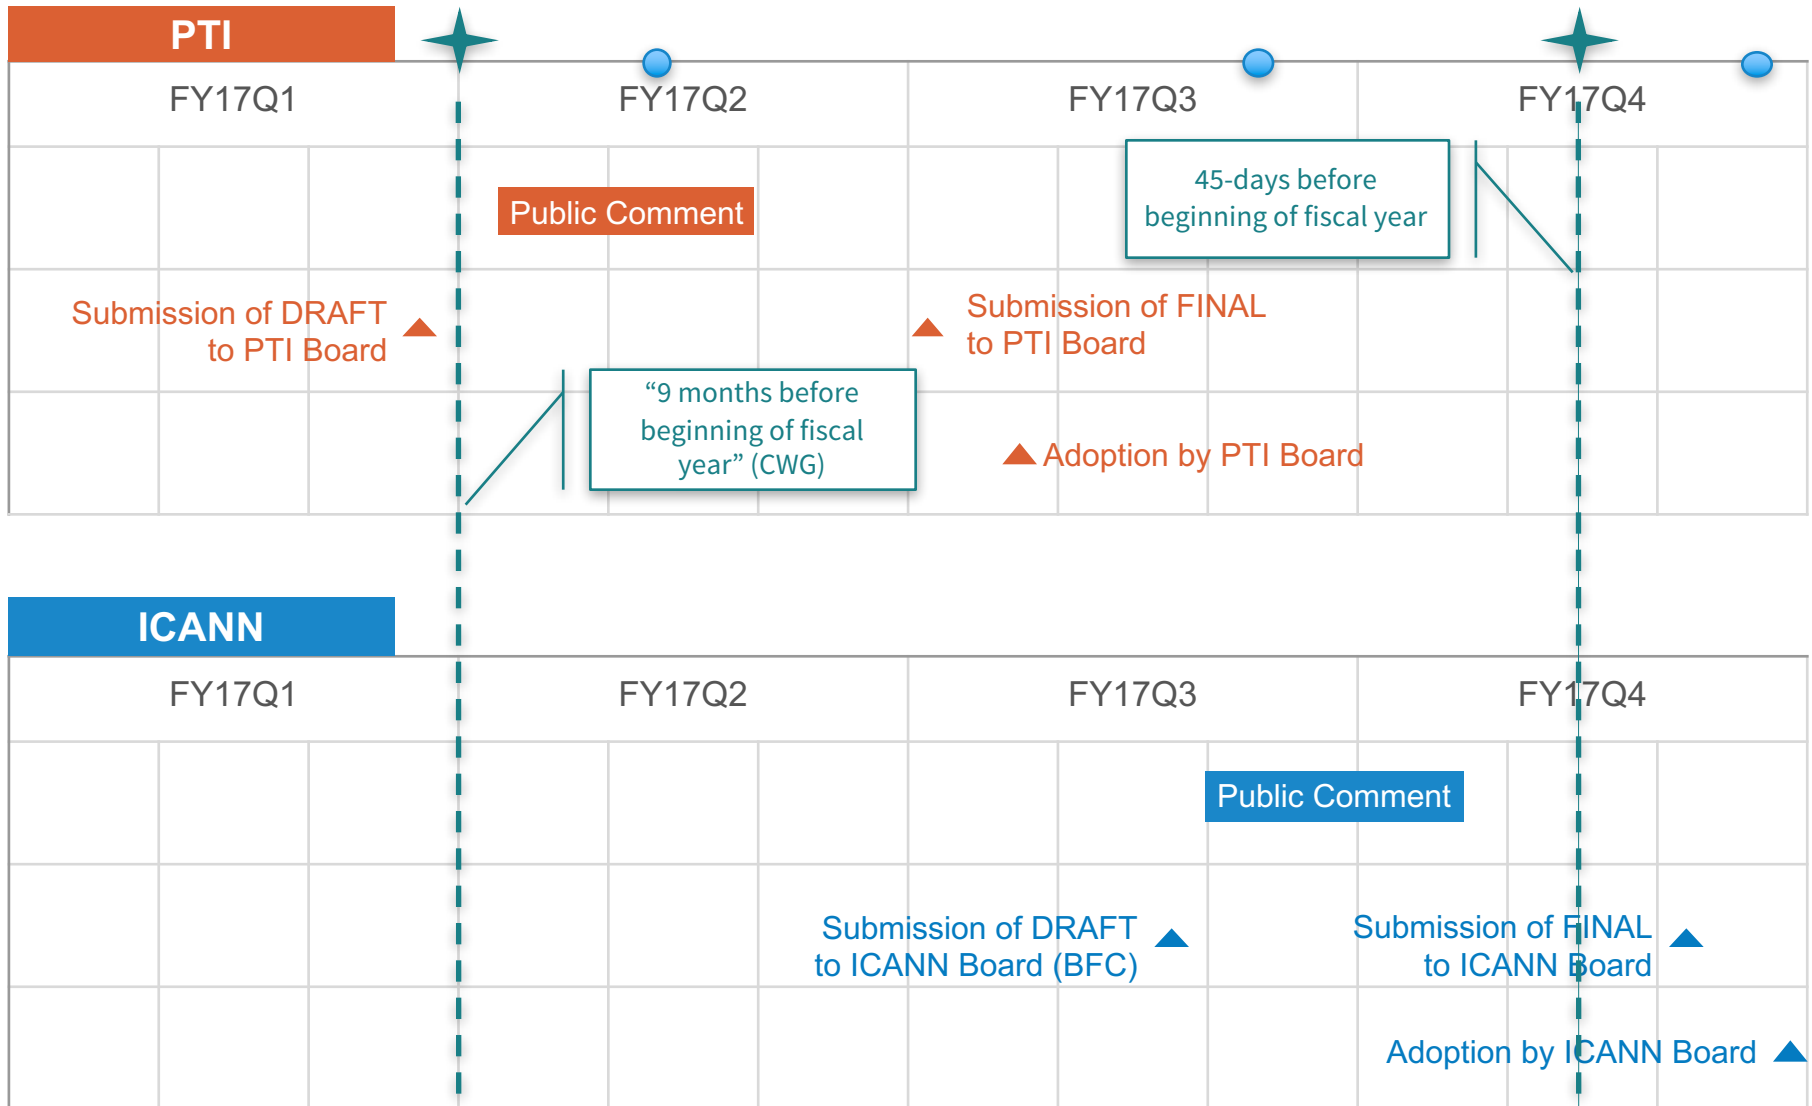 PTI
FY17Q1
FY17Q2
FY17Q3
FY17Q4
45-days before
beginning of fiscal year
Public Comment
Submission of DRAFT
to PTI Board
Submission of FINAL
to PTI Board
“9 months before
beginning of fiscal
year” (CWG)
Adoption by PTI Board
ICANN
FY17Q1
FY17Q2
FY17Q3
FY17Q4
Public Comment
Submission of DRAFT
to ICANN Board (BFC)
Submission of FINAL
to ICANN Board
Adoption by ICANN Board